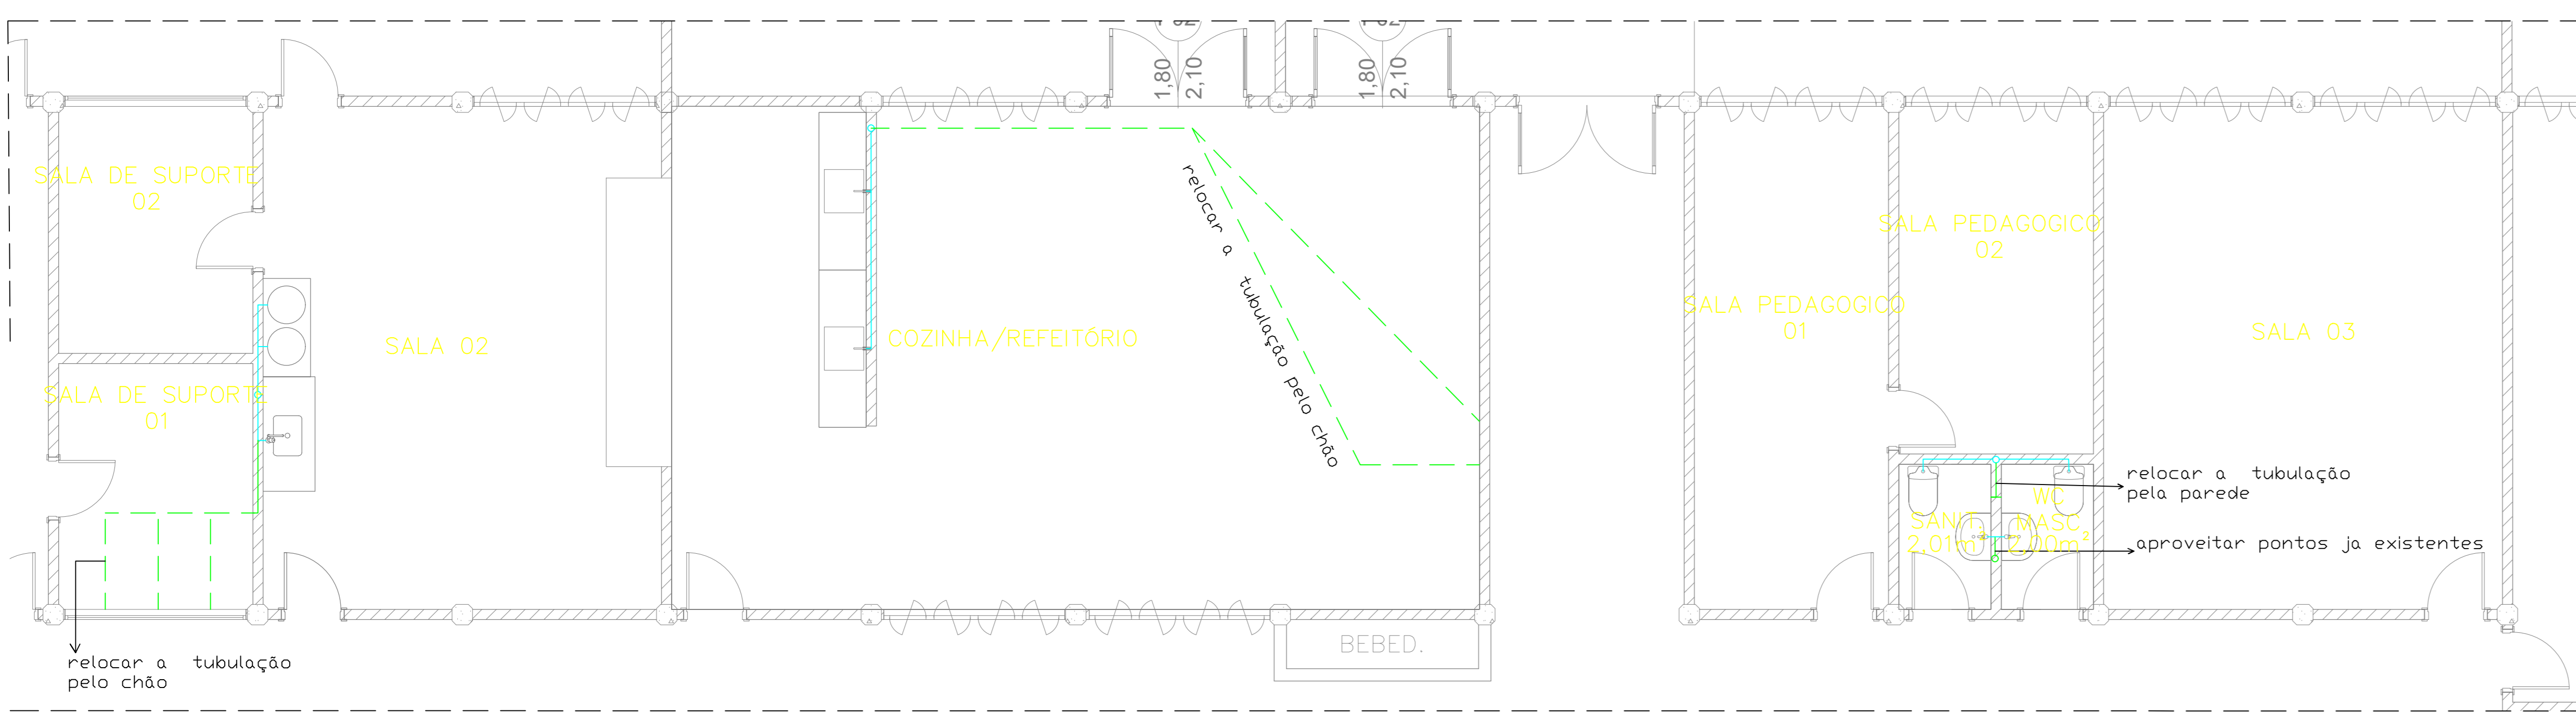 1,80
2,10
1,80
2,10
SALA DE SUPORTE
02
SALA DE SUPORTE
01
SALA 02
COZINHA/REFEITÓRIO
relocar a tubulação pelo chão
SALA PEDAGOGICO
01
SALA PEDAGOGICO
02
SALA 03
relocar a tubulação
pela parede
WC
MASC.
2,00m²
SANIT.
2,01m²
aproveitar pontos ja existentes
BEBED.
relocar a tubulação
pelo chão